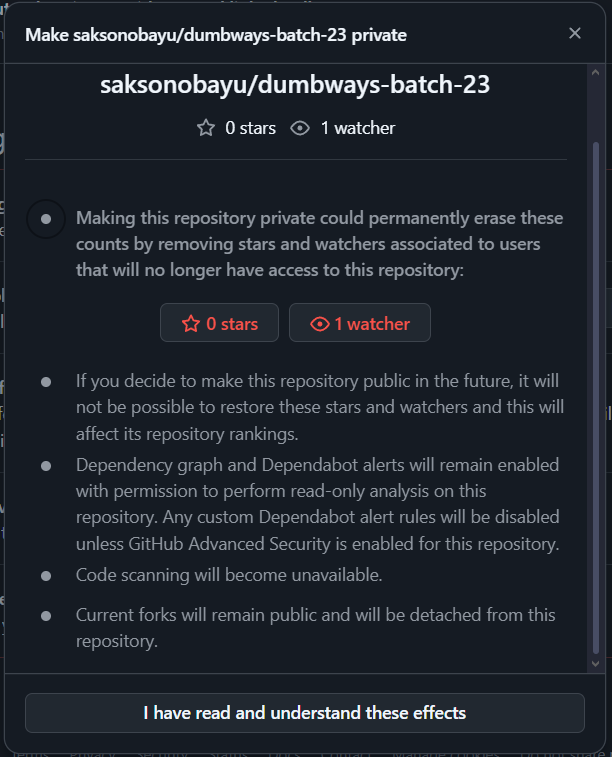 Make saksonobayu/dumbways-batch-23 private
saksonobayu/dumbways-batch-23
0 stars 1 watcher
Making this repository private could permanently erase these
counts by removing stars and watchers associated to users
that will no longer have access to this repository:
0 stars 1 watcher
If you decide to make this repository public in the future, it will
not be possible to restore these stars and watchers and this will
affect its repository rankings.
Dependency graph and Dependabot alerts will remain enabled
with permission to perform read-only analysis on this
repository. Any custom Dependabot alert rules will be disabled
unless GitHub Advanced Security is enabled for this repository.
Code scanning will become unavailable.
Current forks will remain public and will be detached from this
repository.
I have read and understand these effects